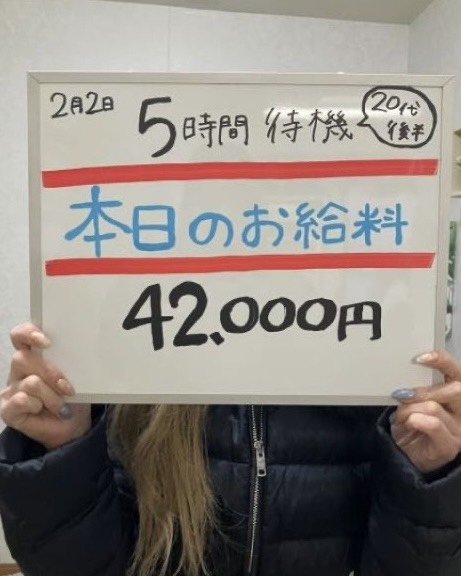 2月2日
5時間 待機
20代
後半
本日のお給料
42,000円